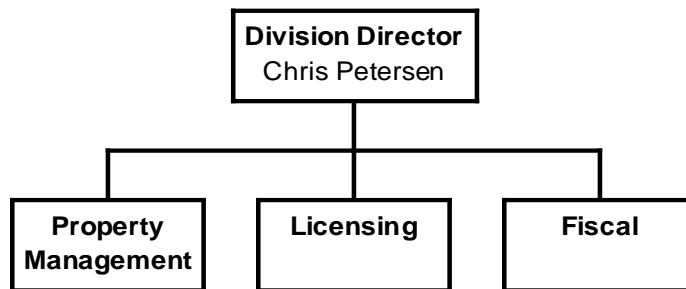 Division Director
Chris Petersen
Property
Management
Licensing
Fiscal